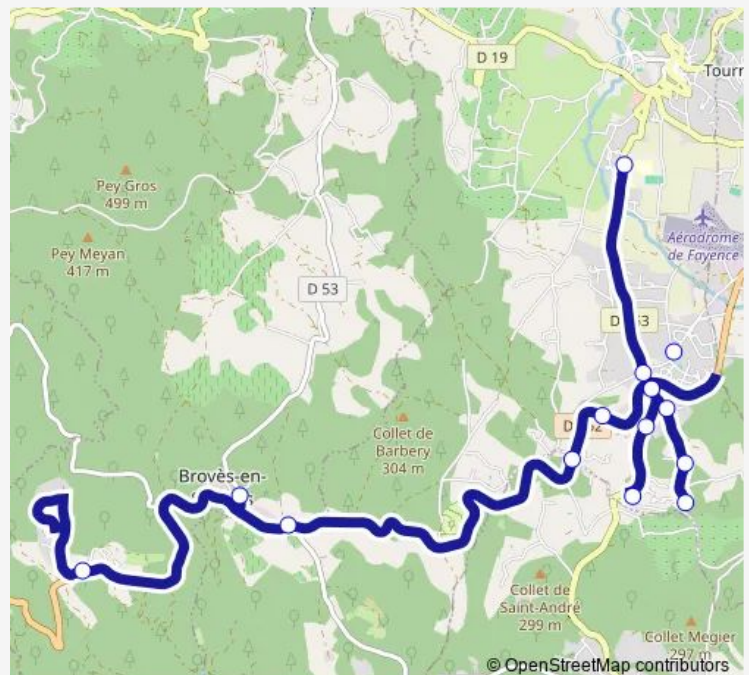 D 19
Tourr
Pey Gros
499 m
Pey Meyan
417 m
Aérodrome
de Fayence
D 53
Collet de
Barbery
304 m
Brovès-en-
Collet de
Saint-André
299 m
Collet Megier
297 m
© OpenStreetMap contributors